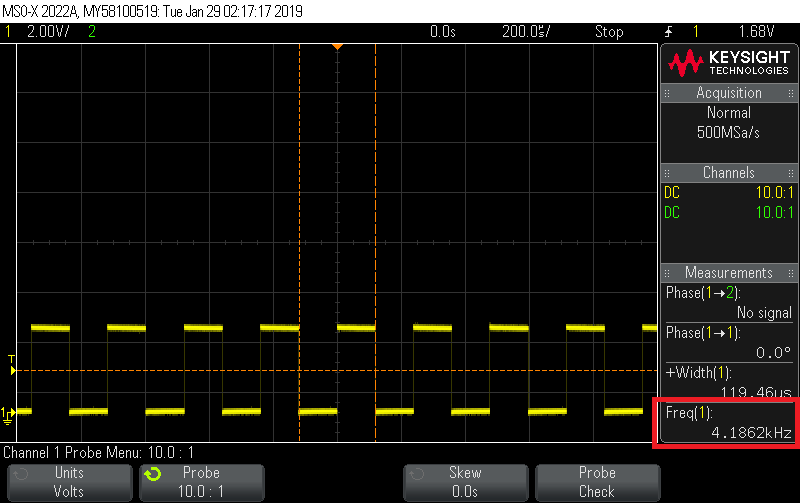 MSO-X 2022A, MY58100519: Tue Jan 29 02:17:17 2019
1 2.00V/ 2 0.0s 200.0µs/ Stop 1 1.68V
KEYSIGHT
TECHNOLOGIES
Acquisition
Normal
500MSa/s
Channels
DC 10.0:1
DC 10.0:1
Measurements
Phase(1→2):
No signal
Phase(1→1):
0.0°
+Width(1):
119.46us
Freq(1):
4.1862kHz
T
1
Channel 1 Probe Menu: 10.0 : 1
Units
Volts
Probe
10.0 : 1
Skew
0.0s
Probe
Check